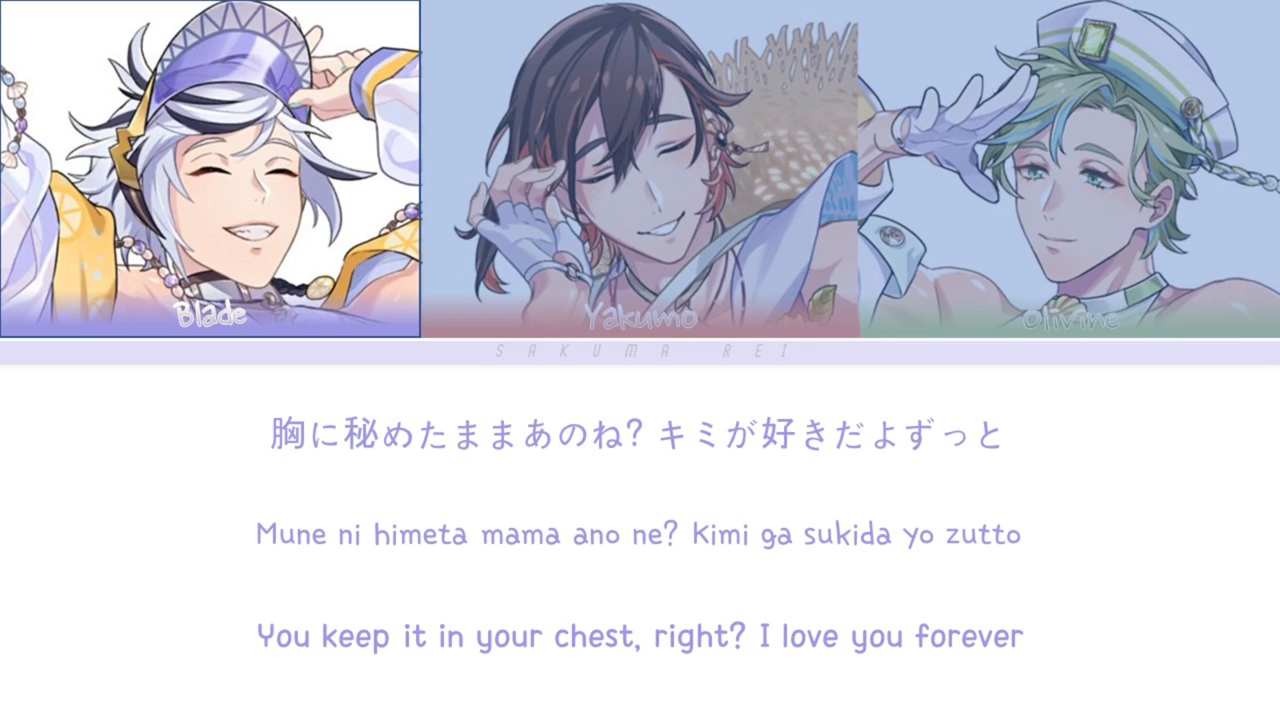 Blade
Yakumo
Olivine
SAKUMA REI
胸に秘めたままあのね? キミが好きだよずっと
Mune ni himeta mama ano ne? Kimi ga sukida yo zutto
You keep it in your chest, right? I love you forever